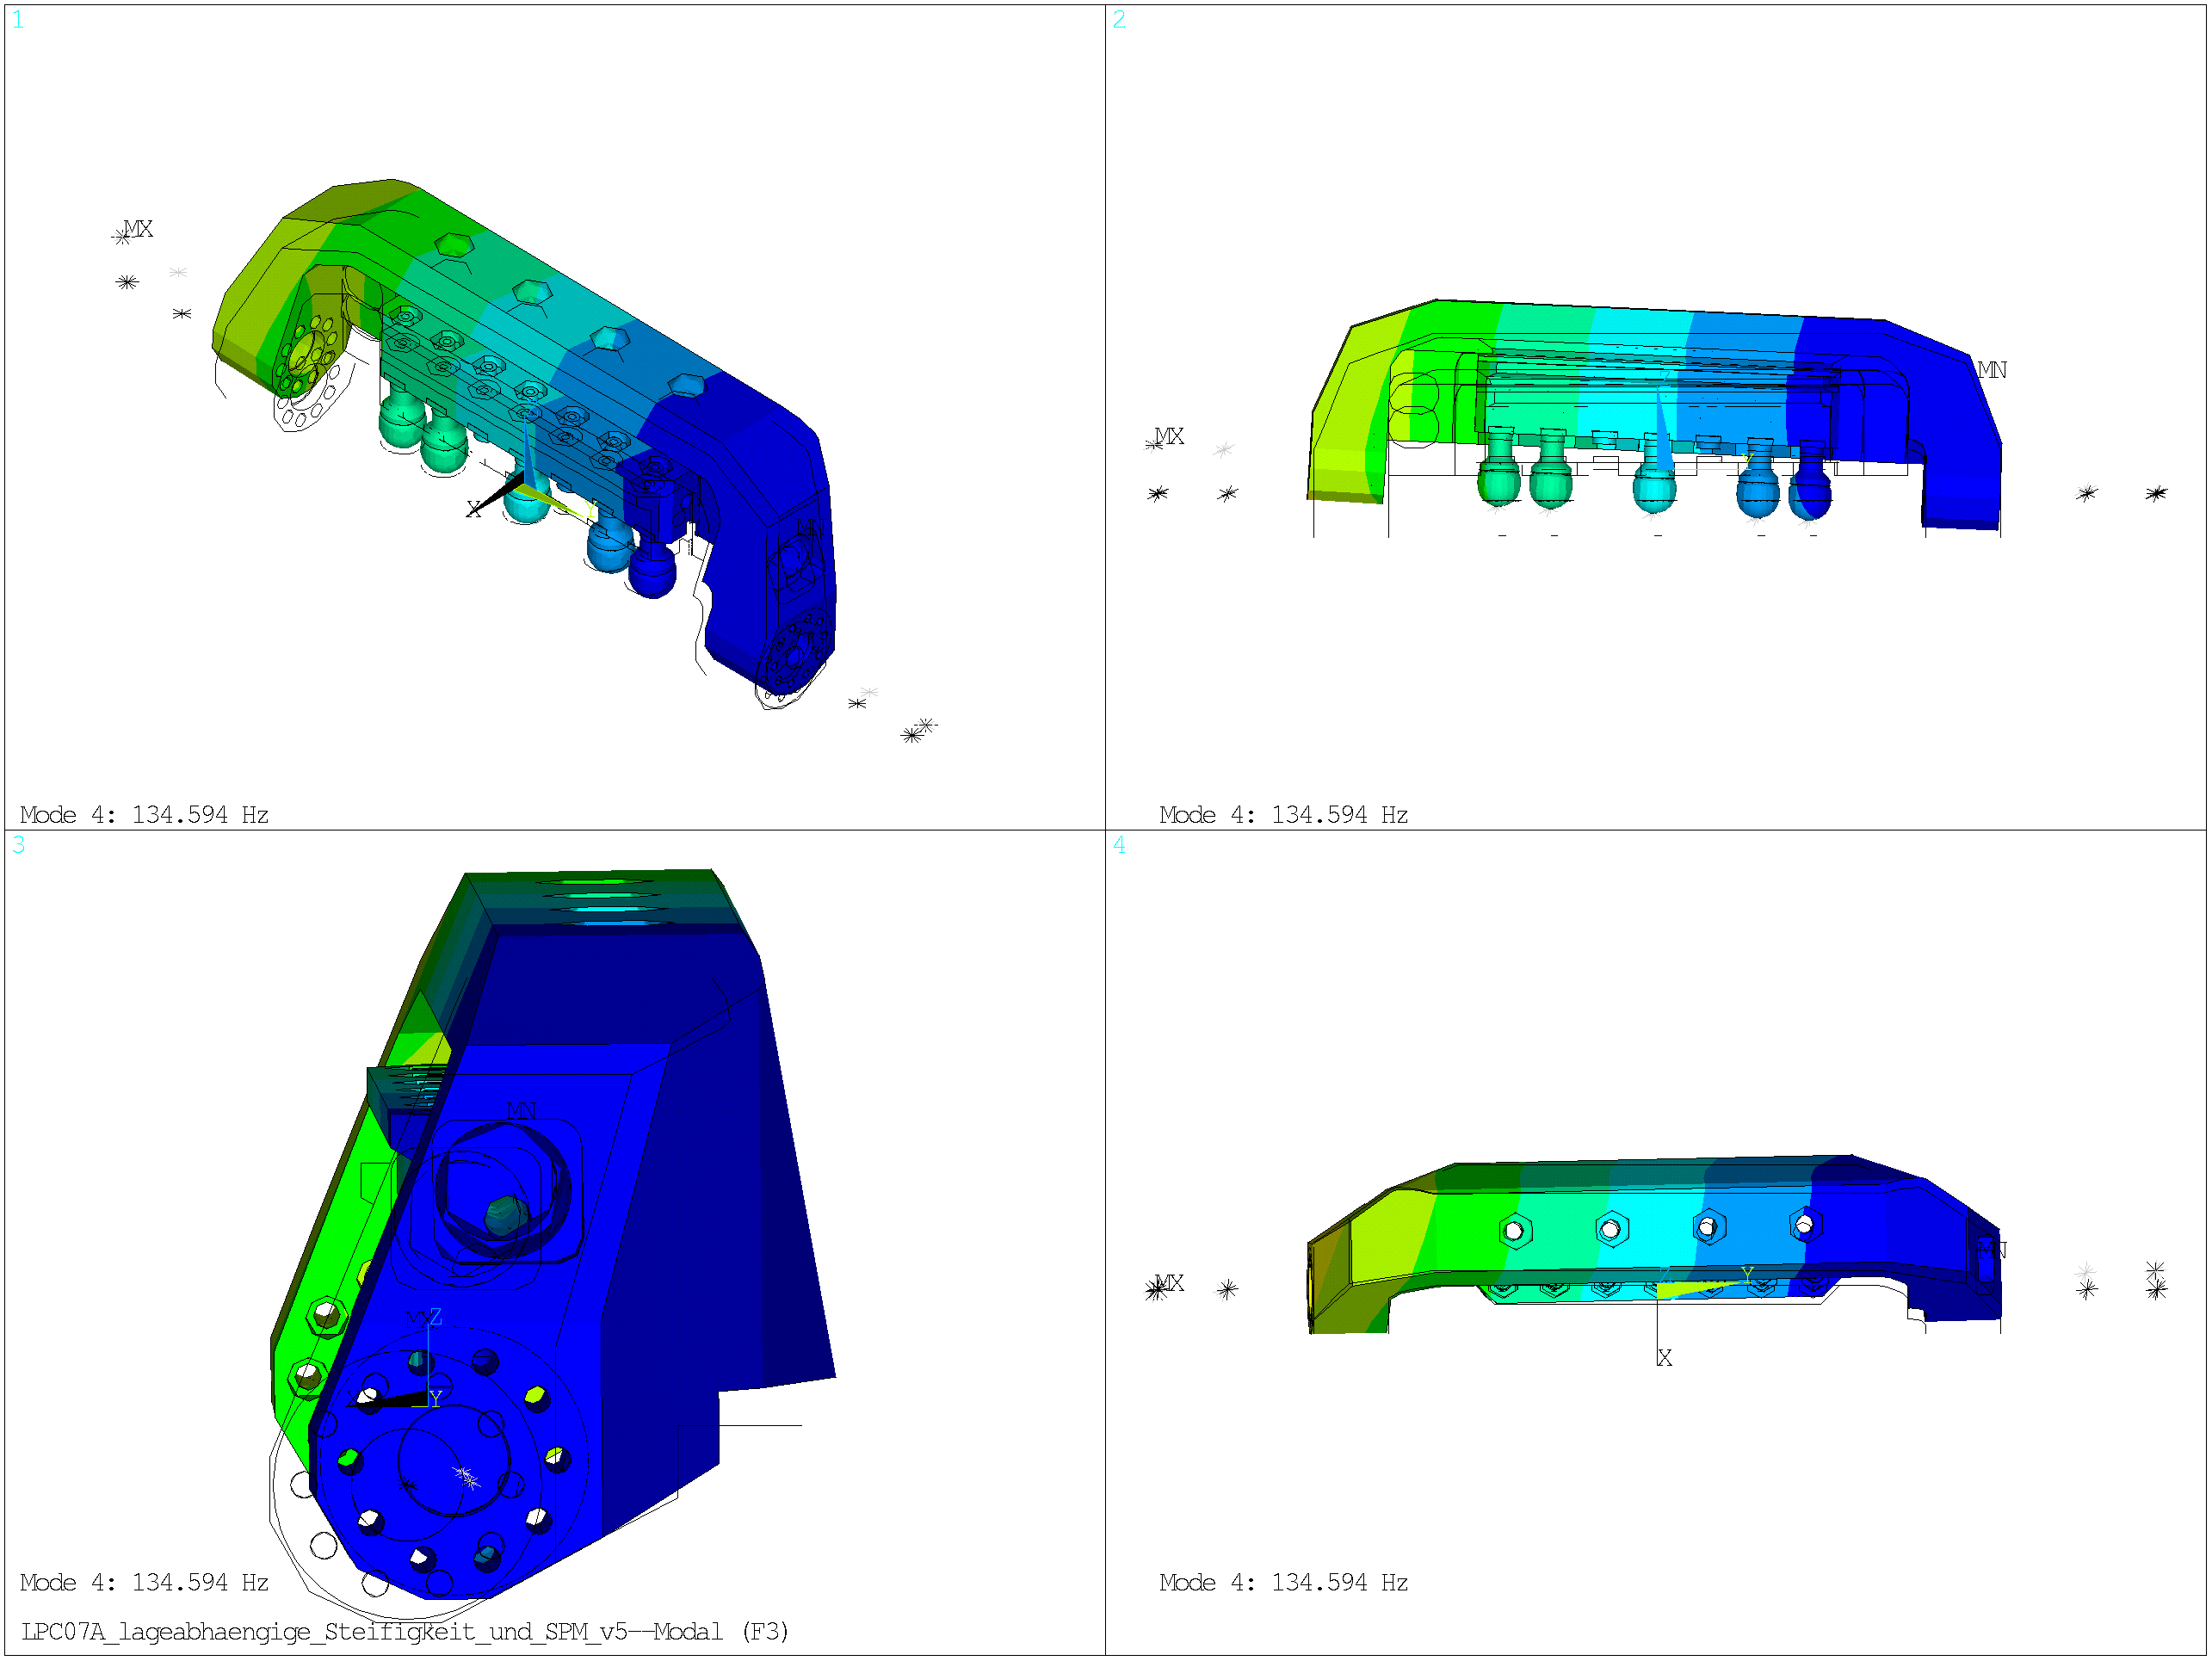 1
MX
MN
X
Y
Mode 4: 134.594 Hz
2
MX
MN
Z
Y
Mode 4: 134.594 Hz
3
MN
MX
Z
Y
Mode 4: 134.594 Hz
LPC07A_lageabhaengige_Steifigkeit_und_SPM_v5--Modal (F3)
4
MX
MN
Z
Y
X
Mode 4: 134.594 Hz